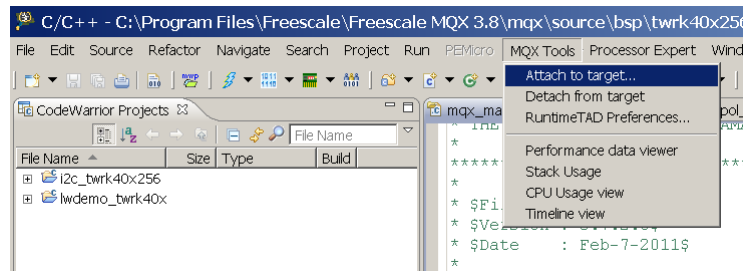 C/C++ - C:\Program Files\Freescale\Freescale MQX 3.8\mqx\source\bsp\twrk40x256
File Edit Source Refactor Navigate Search Project Run PEMicro MQX Tools Processor Expert Wind
CodeWarrior Projects
mqx_ma
pol_
Attach to target...
Detach from target
RuntimeTAD Preferences...
Performance data viewer
Stack Usage
CPU Usage view
Timeline view
File Name
File Name Size Type Build
i2c_twrk40x256
lwdemo_twrk40x
* THE
*
*
* $Fil
* $Ve
* $Date : Feb-7-2011$
*